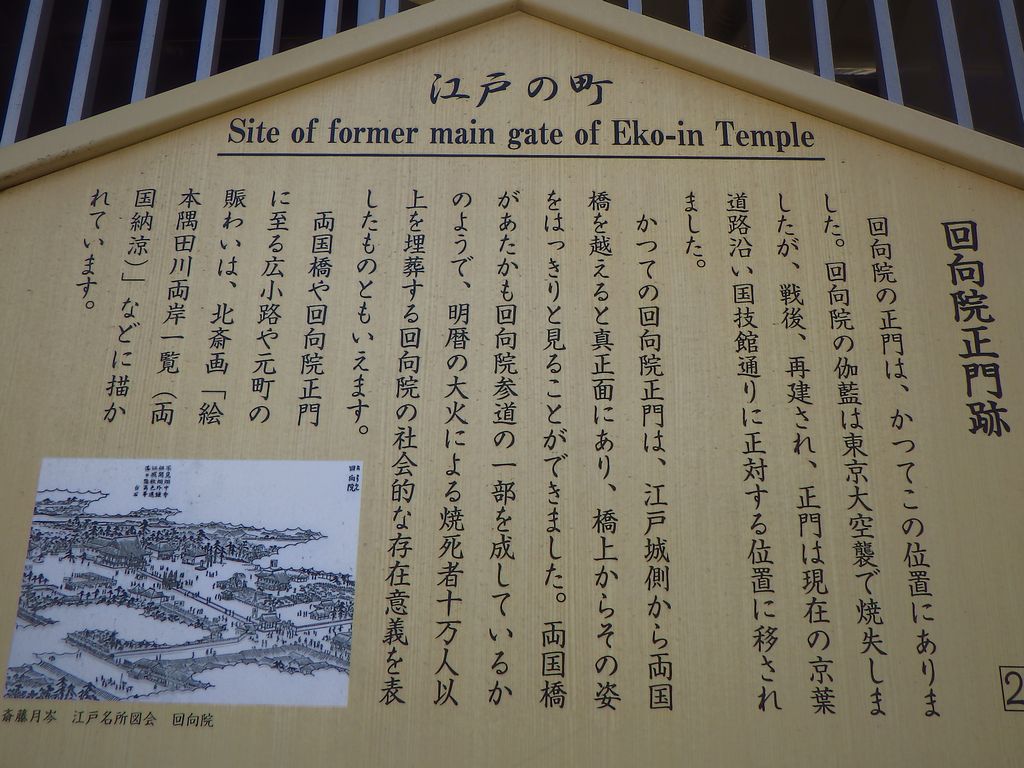 江戸の町
Site of former main gate of Eko-in Temple
回向院正門跡
回向院の正門は、かつてこの位置にありま
した。回向院の伽藍は東京大空襲で焼失しま
したが、戦後、再建され、正門は現在の京葉
道路沿い国技館通りに正対する位置に移され
ました。
かつての回向院正門は、江戸城側から両国
橋を越えると真正面にあり、橋上からその姿
をはっきりと見ることができました。両国橋
があたかも回向院参道の一部を成しているか
のようで、明暦の大火による焼死者十万人以
上を埋葬する回向院の社会的な存在意義を表
したものともいえます。
両国橋や回向院正門
に至る広小路や元町の
賑わいは、北斎画「絵
本隅田川両岸一覧（両
国納涼）」などに描か
れています。
回向院
斎藤月岑 江戸名所図会 回向院
2